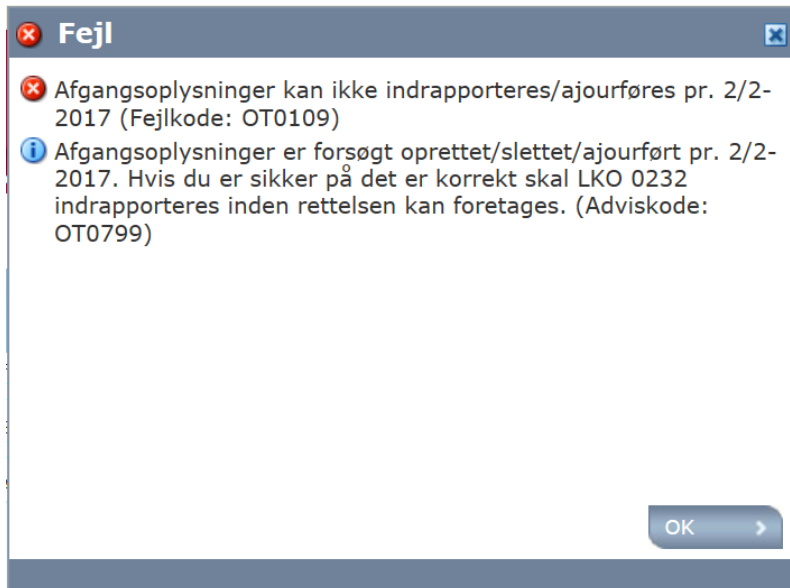 Fejl
Afgangsoplysninger kan ikke indrapporteres/ajourføres pr. 2/2-
2017 (Fejlkode: OT0109)
Afgangsoplysninger er forsøgt oprettet/slettet/ajourført pr. 2/2-
2017. Hvis du er sikker på det er korrekt skal LKO 0232
indrapporteres inden rettelsen kan foretages. (Adviskode:
OT0799)
OK